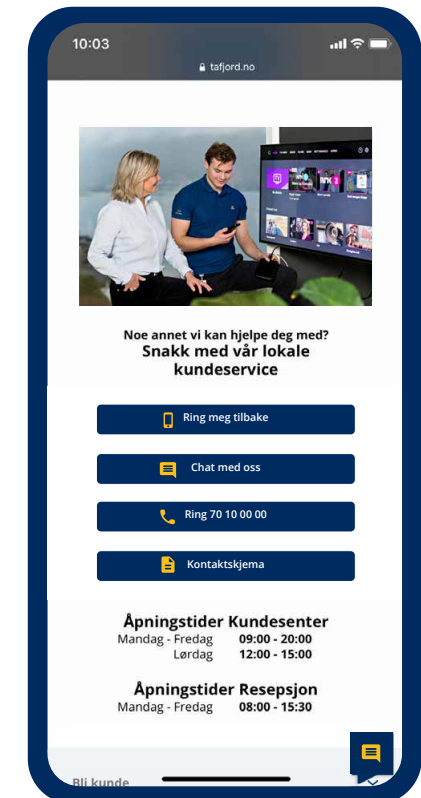 10:03
tafjord.no
nrk 2
Noe annet vi kan hjelpe deg med?
Snakk med vår lokale
kundeservice
Ring meg tilbake
Chat med oss
Ring 70 10 00 00
Kontaktskjema
Åpningstider Kundesenter
Mandag - Fredag 09:00 - 20:00
Lørdag 12:00 - 15:00
Åpningstider Resepsjon
Mandag - Fredag 08:00 - 15:30
Bli kunde